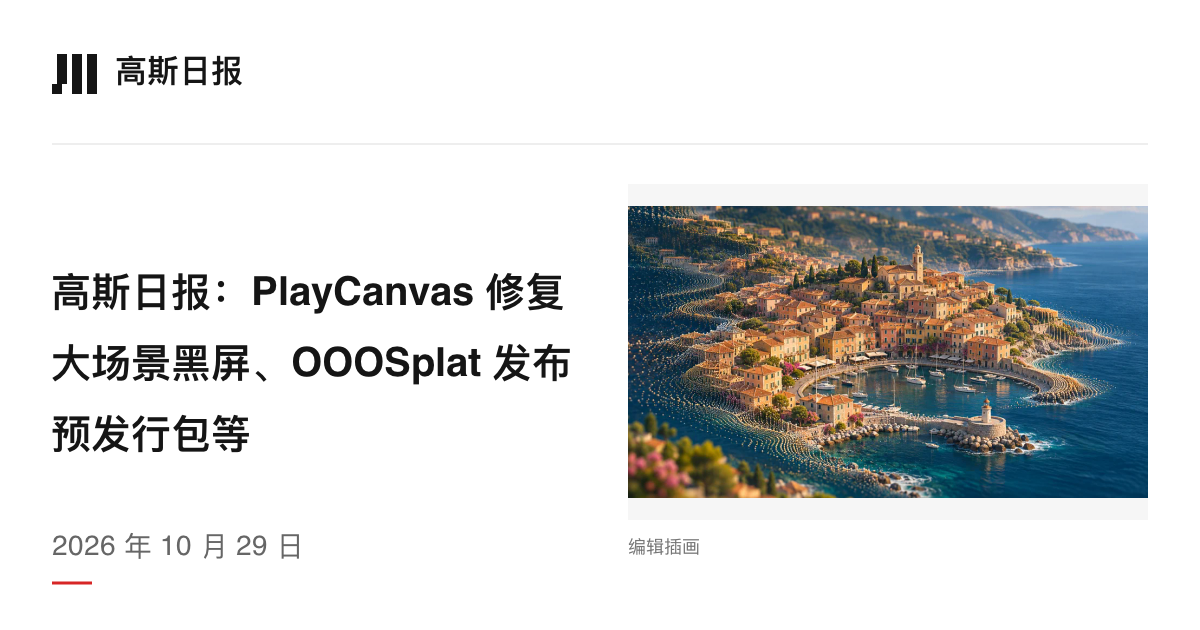 高斯日报
高斯日报：PlayCanvas 修复
大场景黑屏、OOOSplat 发布
预发行包等
2026 年 10 月 29 日
编辑插画